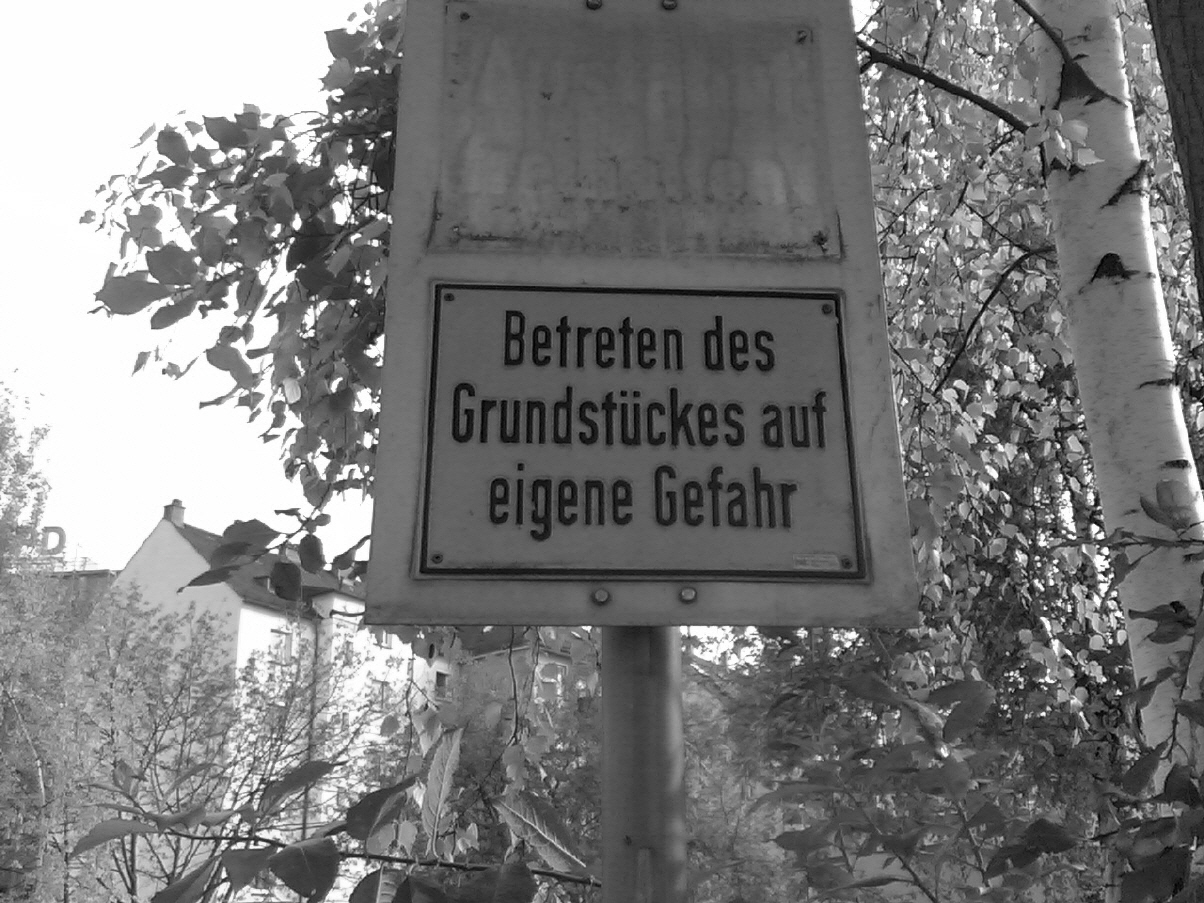 Betreten des
Grundstückes auf
eigene Gefahr
D